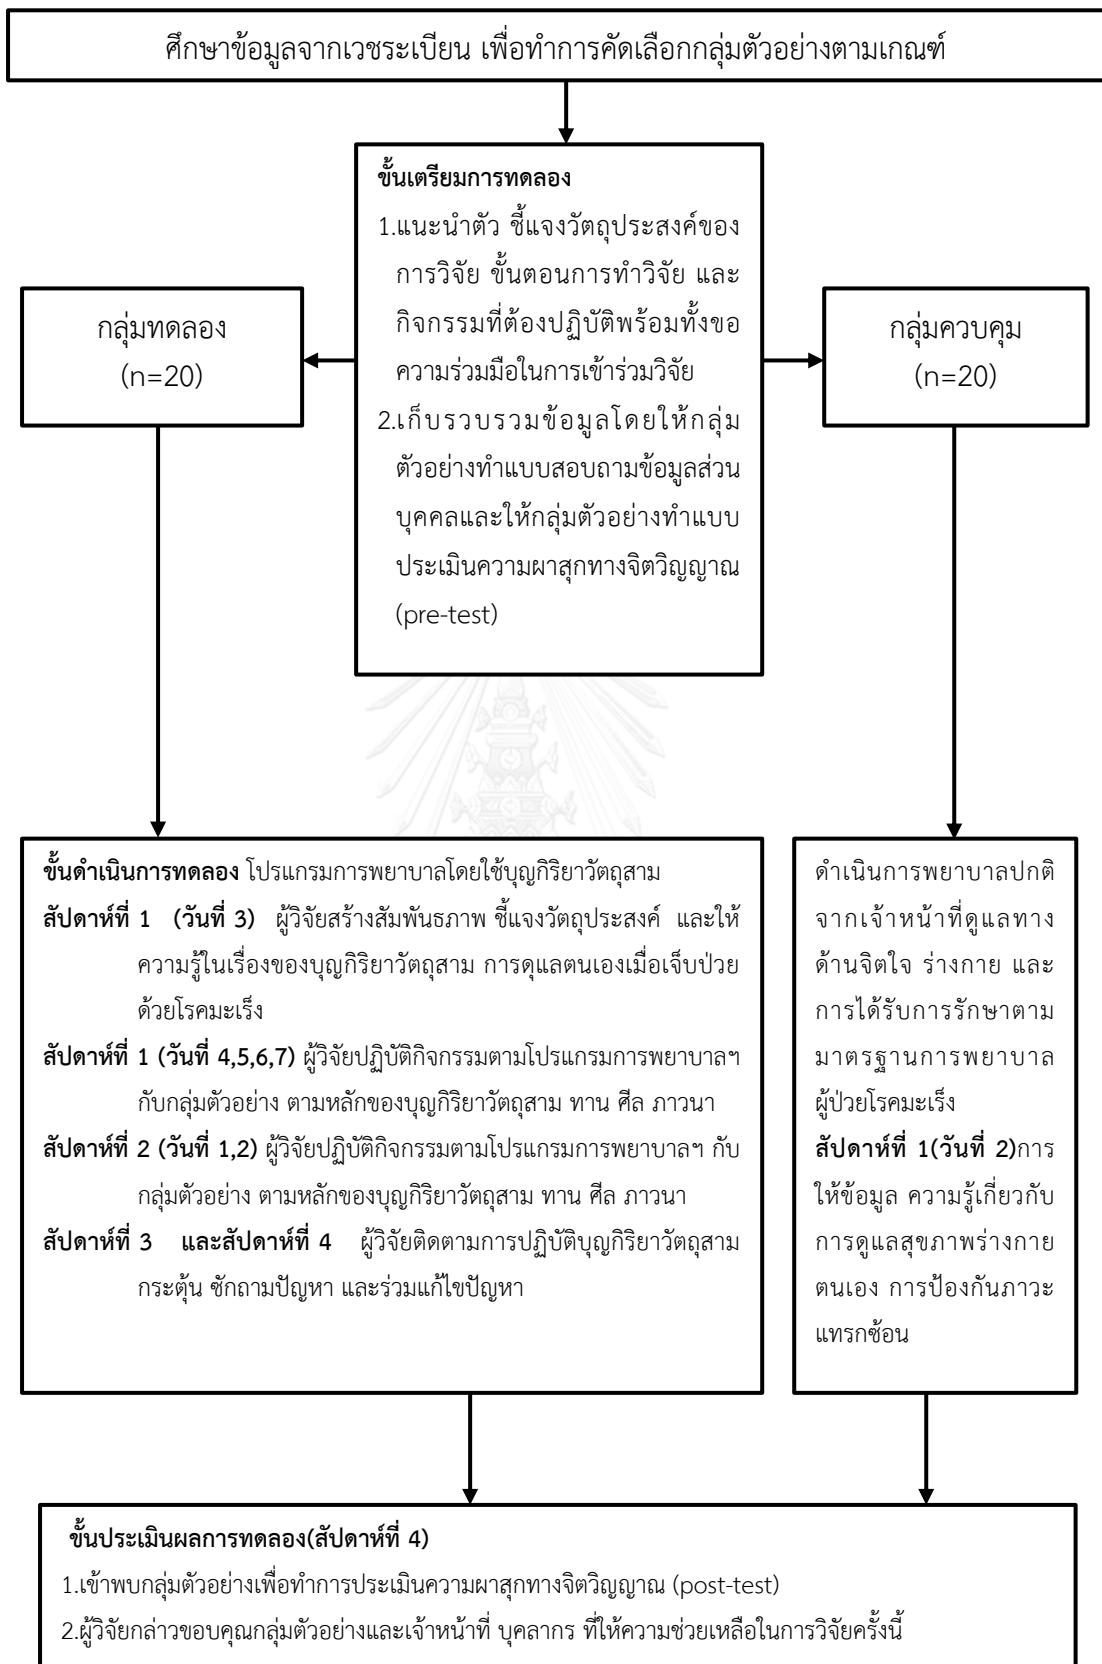 ศึกษาข้อมูลจากเวชระเบียน เพื่อทำการคัดเลือกกลุ่มตัวอย่างตามเกณฑ์
ขั้นเตรียมการทดลอง
1.แนะนำตัว ชี้แจงวัตถุประสงค์ของ
การวิจัย ขั้นตอนการทำวิจัย และ
กิจกรรมที่ต้องปฏิบัติพร้อมทั้งขอ
ความร่วมมือในการเข้าร่วมวิจัย
2.เก็บรวบรวมข้อมูลโดยให้กลุ่ม
ตัวอย่างทำแบบสอบถามข้อมูลส่วน
บุคคลและให้กลุ่มตัวอย่างทำแบบ
ประเมินความผาสุกทางจิตวิญญาณ
(pre-test)
กลุ่มทดลอง
(n=20)
กลุ่มควบคุม
(n=20)
ขั้นดำเนินการทดลอง โปรแกรมการพยาบาลโดยใช้บุญกิริยาวัตถุสาม
สัปดาห์ที่ 1 (วันที่ 3) ผู้วิจัยสร้างสัมพันธภาพ ชี้แจงวัตถุประสงค์ และให้
ความรู้ในเรื่องของบุญกิริยาวัตถุสาม การดูแลตนเองเมื่อเจ็บป่วย
ด้วยโรคมะเร็ง
สัปดาห์ที่ 1 (วันที่ 4,5,6,7) ผู้วิจัยปฏิบัติกิจกรรมตามโปรแกรมการพยาบาลฯ
กับกลุ่มตัวอย่าง ตามหลักของบุญกิริยาวัตถุสาม ทาน ศีล ภาวนา
สัปดาห์ที่ 2 (วันที่ 1,2) ผู้วิจัยปฏิบัติกิจกรรมตามโปรแกรมการพยาบาลฯ กับ
กลุ่มตัวอย่าง ตามหลักของบุญกิริยาวัตถุสาม ทาน ศีล ภาวนา
สัปดาห์ที่ 3 และสัปดาห์ที่ 4 ผู้วิจัยติดตามการปฏิบัติบุญกิริยาวัตถุสาม
กระตุ้น ซักถามปัญหา และร่วมแก้ไขปัญหา
ดำเนินการพยาบาลปกติ
จากเจ้าหน้าที่ดูแลทาง
ด้านจิตใจ ร่างกาย และ
การได้รับการรักษาตาม
มาตรฐานการพยาบาล
ผู้ป่วยโรคมะเร็ง
สัปดาห์ที่ 1(วันที่ 2)การ
ให้ข้อมูล ความรู้เกี่ยวกับ
การดูแลสุขภาพร่างกาย
ตนเอง การป้องกันภาวะ
แทรกซ้อน
ขั้นประเมินผลการทดลอง(สัปดาห์ที่ 4)
1.เข้าพบกลุ่มตัวอย่างเพื่อทำการประเมินความผาสุกทางจิตวิญญาณ (post-test)
2.ผู้วิจัยกล่าวขอบคุณกลุ่มตัวอย่างและเจ้าหน้าที่ บุคลากร ที่ให้ความช่วยเหลือในการวิจัยครั้งนี้